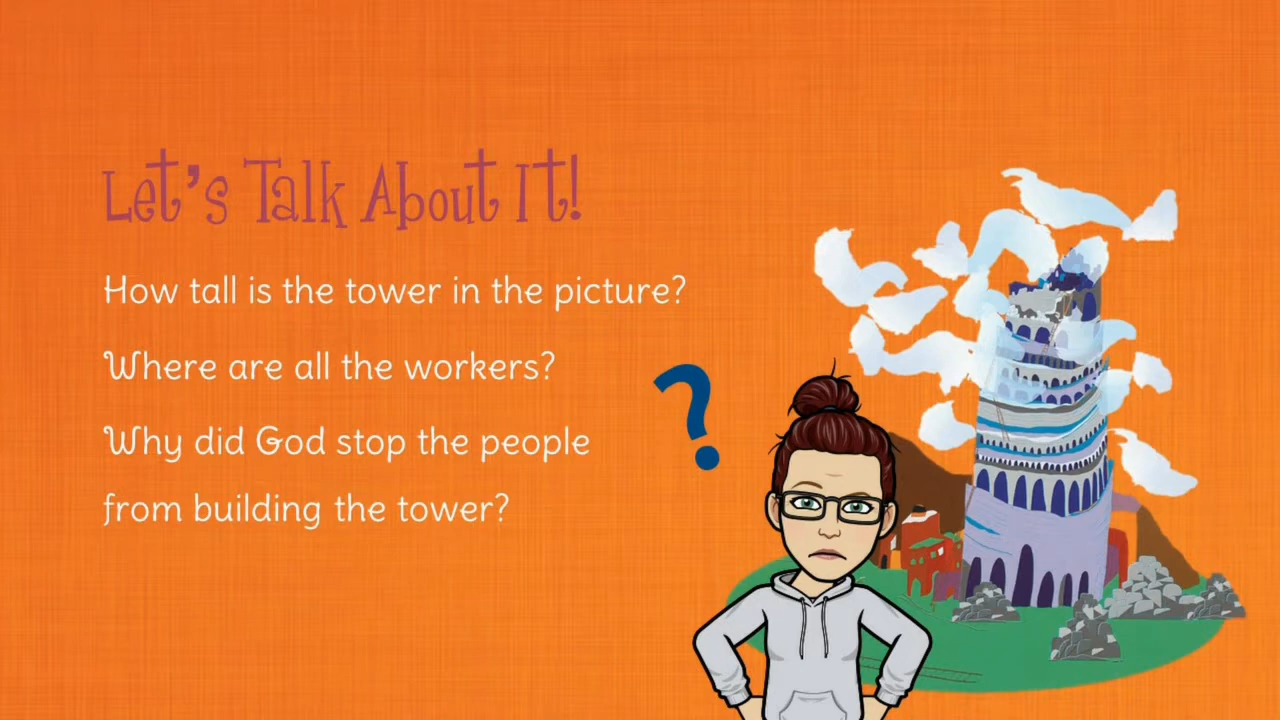 Let's Talk About It!
How tall is the tower in the picture?
Where are all the workers?
Why did God stop the people
from building the tower?
?